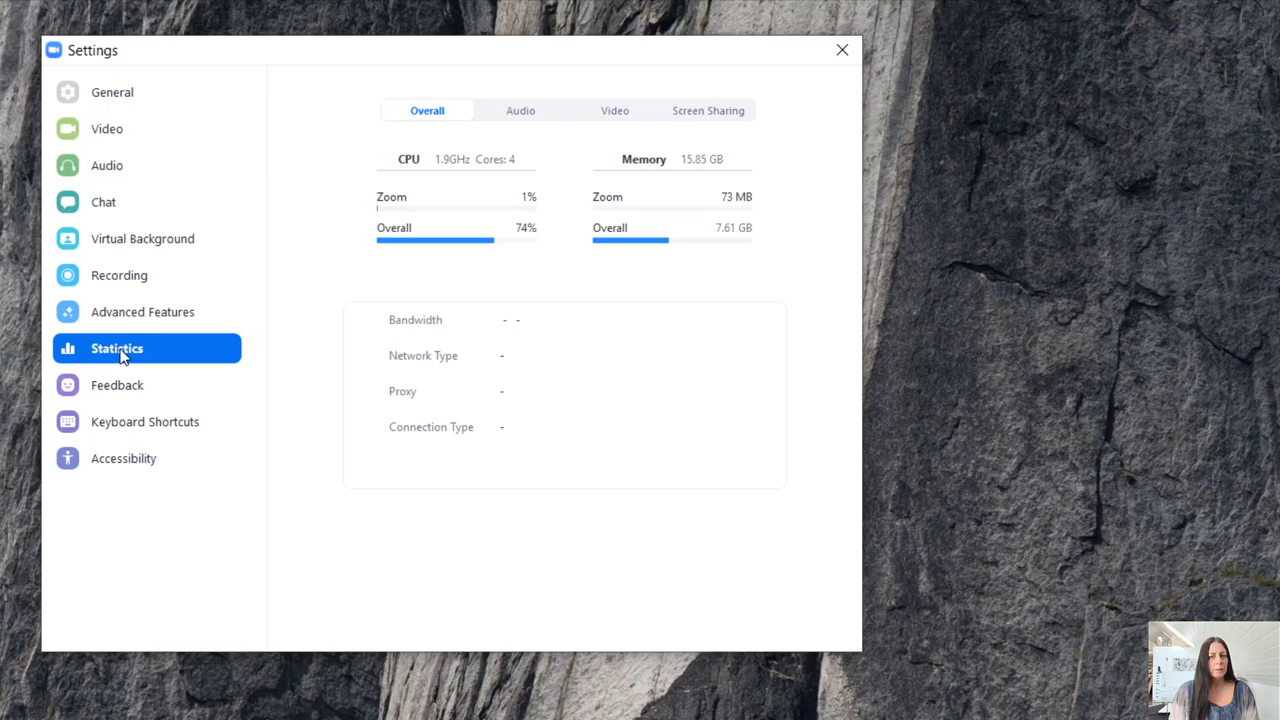 Settings
General
Video
Audio
Chat
Virtual Background
Recording
Advanced Features
Statistics
Feedback
Keyboard Shortcuts
Accessibility
Overall Audio Video Screen Sharing
CPU 1.9GHz Cores: 4
Zoom 1%
Overall 74%
Memory 15.85 GB
Zoom 73 MB
Overall 7.61 GB
Bandwidth - -
Network Type -
Proxy -
Connection Type -